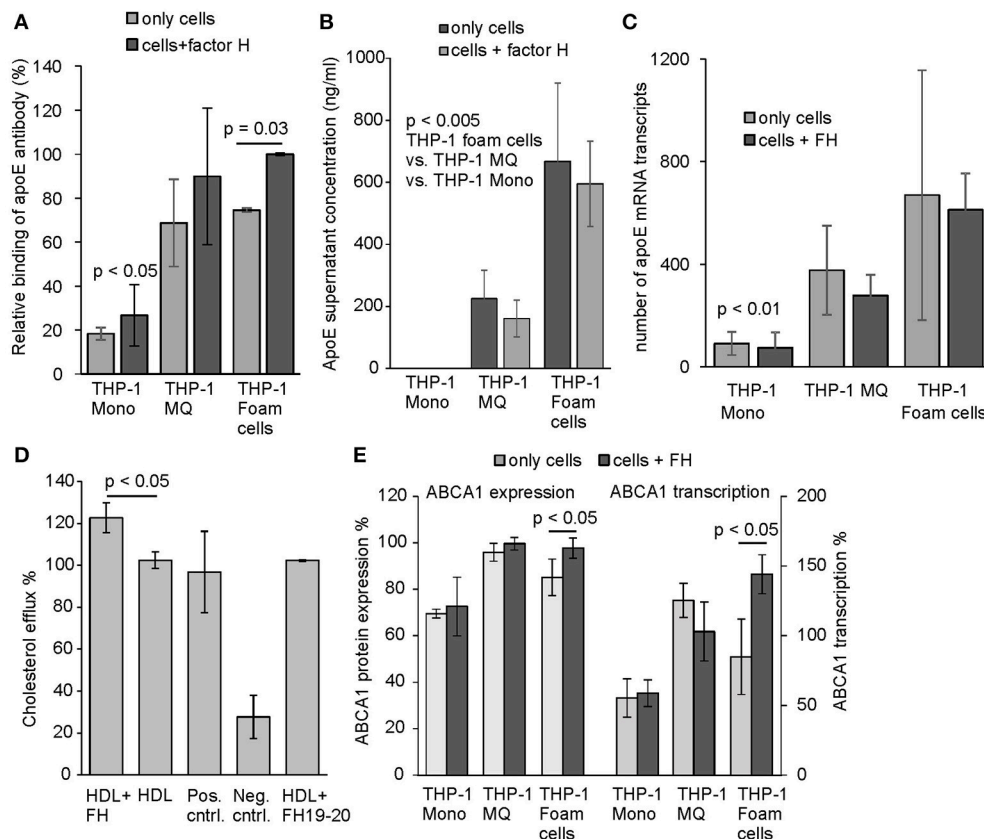 A
only cells
cells+factor H
Relative binding of apoE antibody (%)
140
120
100
80
60
40
20
0
p < 0.05
p = 0.03
THP-1 Mono
THP-1 MQ
THP-1 Foam cells
B
only cells
cells + factor H
ApoE supernatant concentration (ng/ml)
1000
800
600
400
200
0
p < 0.005
THP-1 foam cells
vs. THP-1 MQ
vs. THP-1 Mono
THP-1 Mono
THP-1 MQ
THP-1 Foam cells
C
only cells
cells + FH
number of apoE mRNA transcripts
1200
800
400
0
p < 0.01
THP-1 Mono
THP-1 MQ
THP-1 Foam cells
D
Cholesterol efflux %
140
120
100
80
60
40
20
0
p < 0.05
HDL+ FH
HDL
Pos. cntrl.
Neg. cntrl.
HDL+ FH19-20
E
only cells
cells + FH
ABCA1 expression
ABCA1 transcription
ABCA1 protein expression %
120
100
80
60
40
20
0
p < 0.05
p < 0.05
200
150
100
50
0
ABCA1 transcription %
THP-1 Mono
THP-1 MQ
THP-1 Foam cells
THP-1 Mono
THP-1 MQ
THP-1 Foam cells